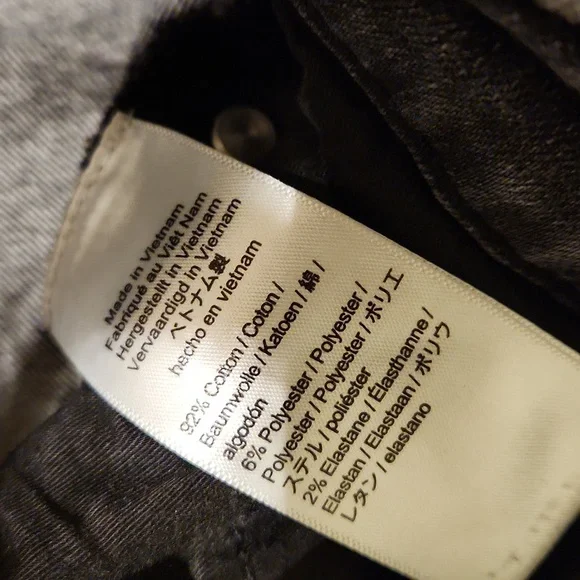 Made in Vietnam
Fabriqué au Việt Nam
Hergestellt in Vietnam
Vervaardigd in Vietnam
ベトナム製
hecho en vietnam
92% Cotton / Coton /
Baumwolle / Katoen / 綿 /
algodón
6% Polyester / Polyester /
Polyester / Polyester / ポリエ
ステル / poliéster
2% Elastane / Élasthanne /
Elastan / Elastaan / ポリウ
レタン / elasano